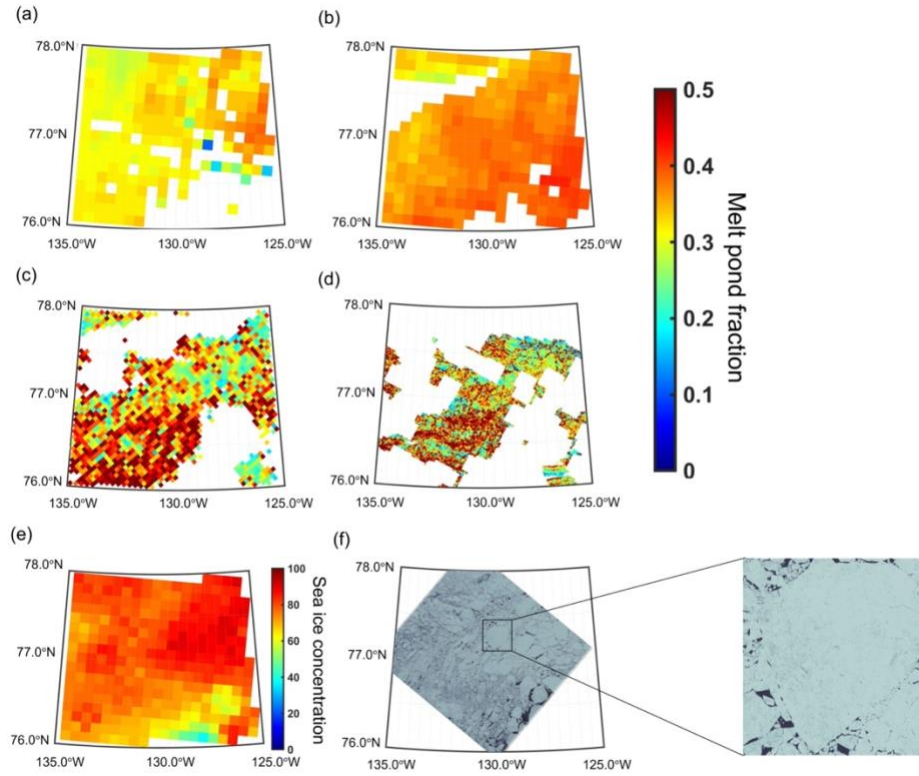 (a)
78.0°N
77.0°N
76.0°N
135.0°W
130.0°W
125.0°W
(b)
78.0°N
77.0°N
76.0°N
135.0°W
130.0°W
125.0°W
0.5
0.4
0.3
0.2
0.1
0
Melt pond fraction
(c)
78.0°N
77.0°N
76.0°N
135.0°W
130.0°W
125.0°W
(d)
78.0°N
77.0°N
76.0°N
135.0°W
130.0°W
125.0°W
(e)
78.0°N
77.0°N
76.0°N
135.0°W
130.0°W
125.0°W
100
80
60
40
20
0
Sea ice concentration
(f)
78.0°N
77.0°N
76.0°N
135.0°W
130.0°W
125.0°W